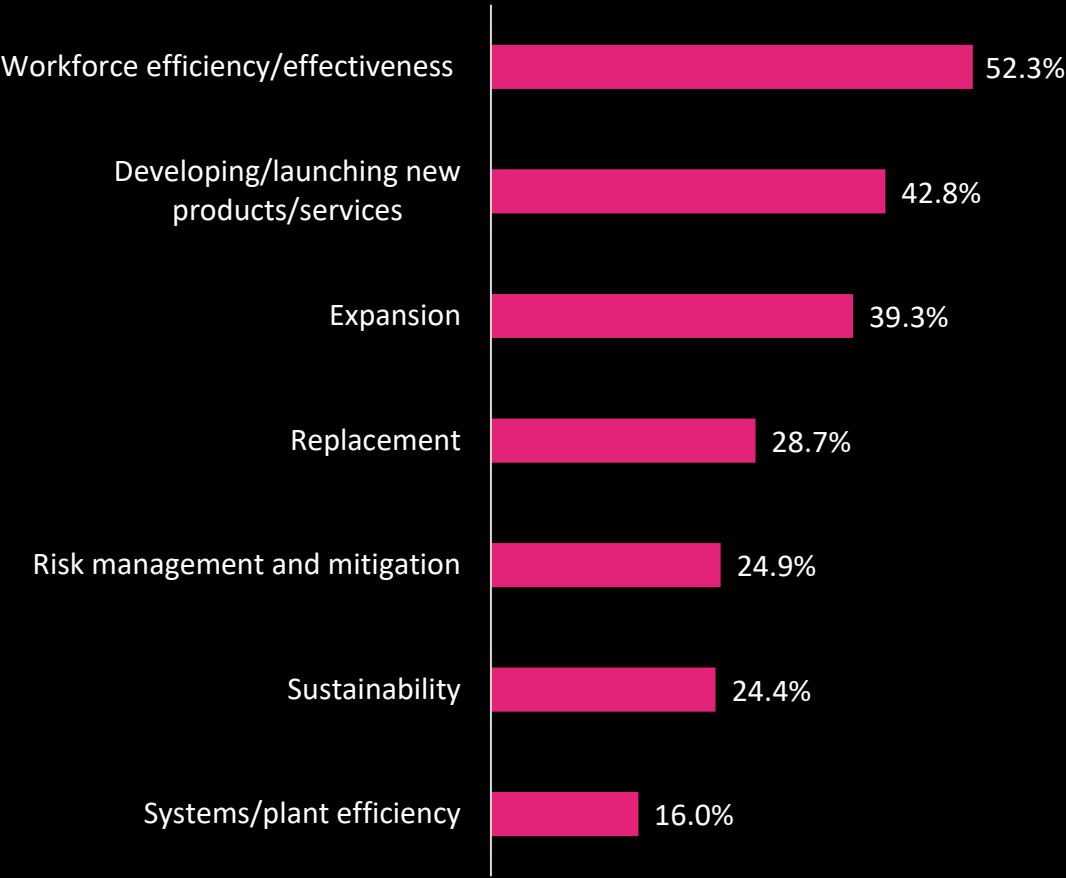 Workforce efficiency/effectiveness 52.3%
Developing/launching new
products/services
42.8%
Expansion 39.3%
Replacement 28.7%
Risk management and mitigation 24.9%
Sustainability 24.4%
Systems/plant efficiency 16.0%